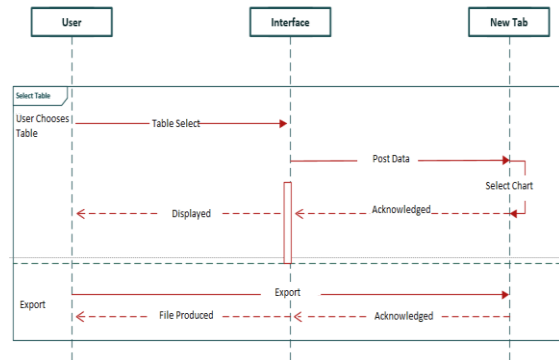 User
Interface
New Tab
Select Table
User Chooses
Table
Table Select
Post Data
Select Chart
Acknowledged
Displayed
Export
Export
File Produced
Acknowledged